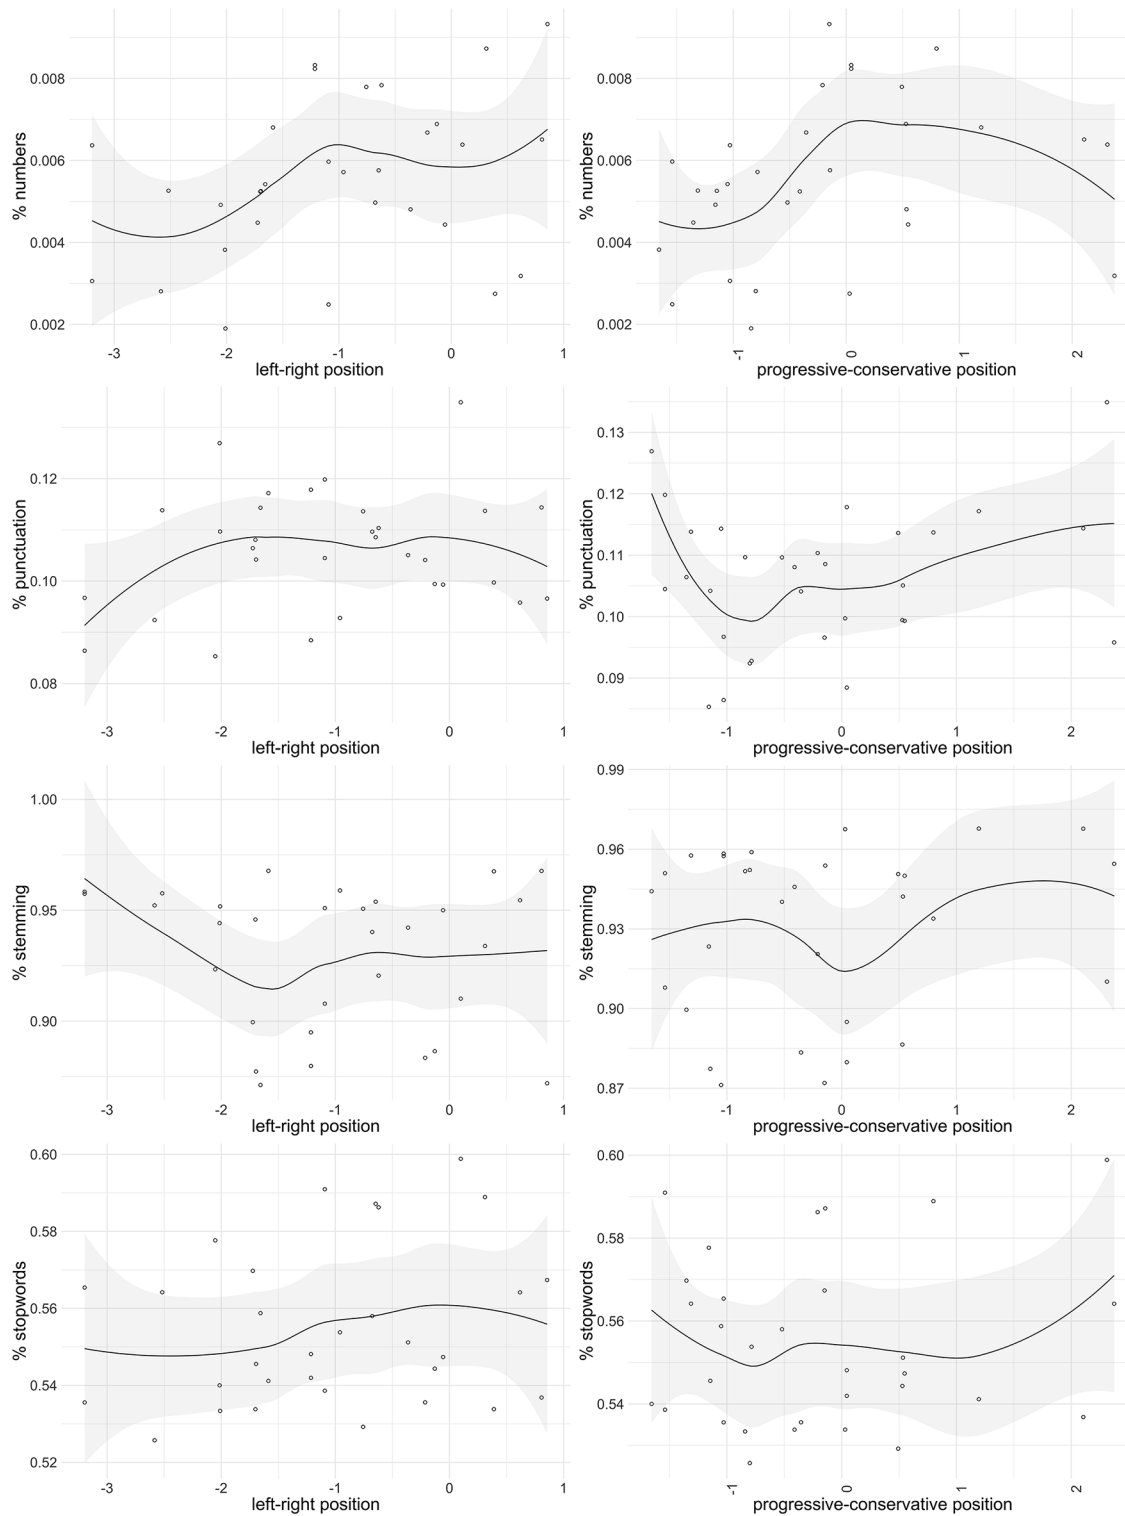 % numbers
0.008
0.006
0.004
0.002
-3 -2 -1 0 1
left-right position
% numbers
0.008
0.006
0.004
0.002
-1 0 1 2
progressive-conservative position
% punctuation
0.12
0.10
0.08
-3 -2 -1 0 1
left-right position
% punctuation
0.13
0.12
0.11
0.10
0.09
-1 0 1 2
progressive-conservative position
% stemming
1.00
0.95
0.90
-3 -2 -1 0 1
left-right position
% stemming
0.99
0.96
0.93
0.90
0.87
-1 0 1 2
progressive-conservative position
% stopwords
0.60
0.58
0.56
0.54
0.52
-3 -2 -1 0 1
left-right position
% stopwords
0.60
0.58
0.56
0.54
-1 0 1 2
progressive-conservative position